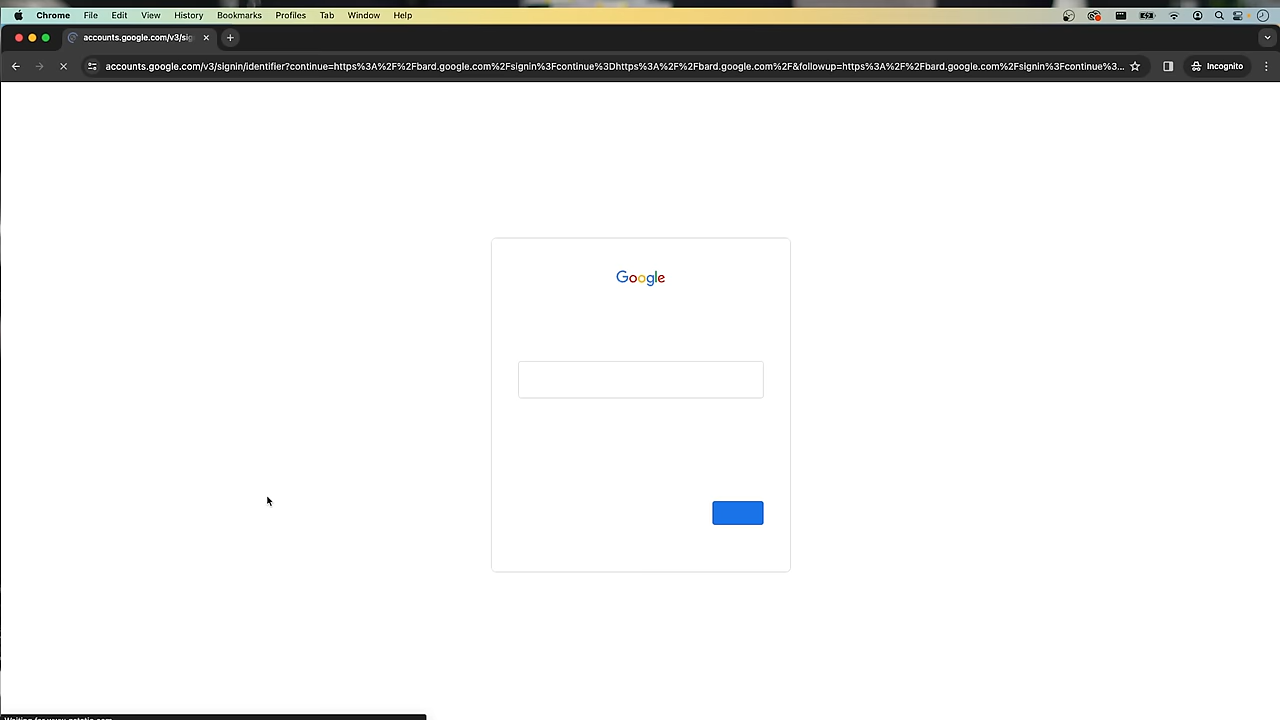 Chrome File Edit View History Bookmarks Profiles Tab Window Help
accounts.google.com/v3/sig
accounts.google.com/v3/signin/identifier?continue=https%3A%2F%2Fbard.google.com%2Fsignin%3Fcontinue%3Dhttps%3A%2F%2Fbard.google.com%2F&followup=https%3A%2F%2Fbard.google.com%2Fsignin%3Fcontinue%3... Incognito
Google